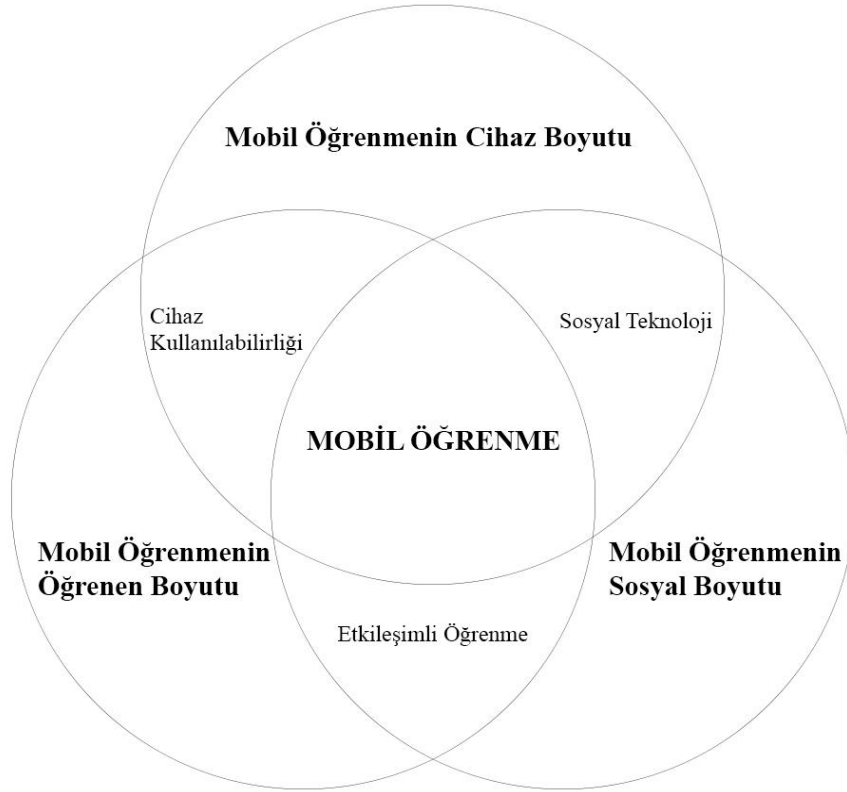 Mobil Öğrenmenin Cihaz Boyutu
Cihaz
Kullanılabilirliği
Sosyal Teknoloji
MOBİL ÖĞRENME
Mobil Öğrenmenin
Öğrenen Boyutu
Mobil Öğrenmenin
Sosyal Boyutu
Etkileşimli Öğrenme